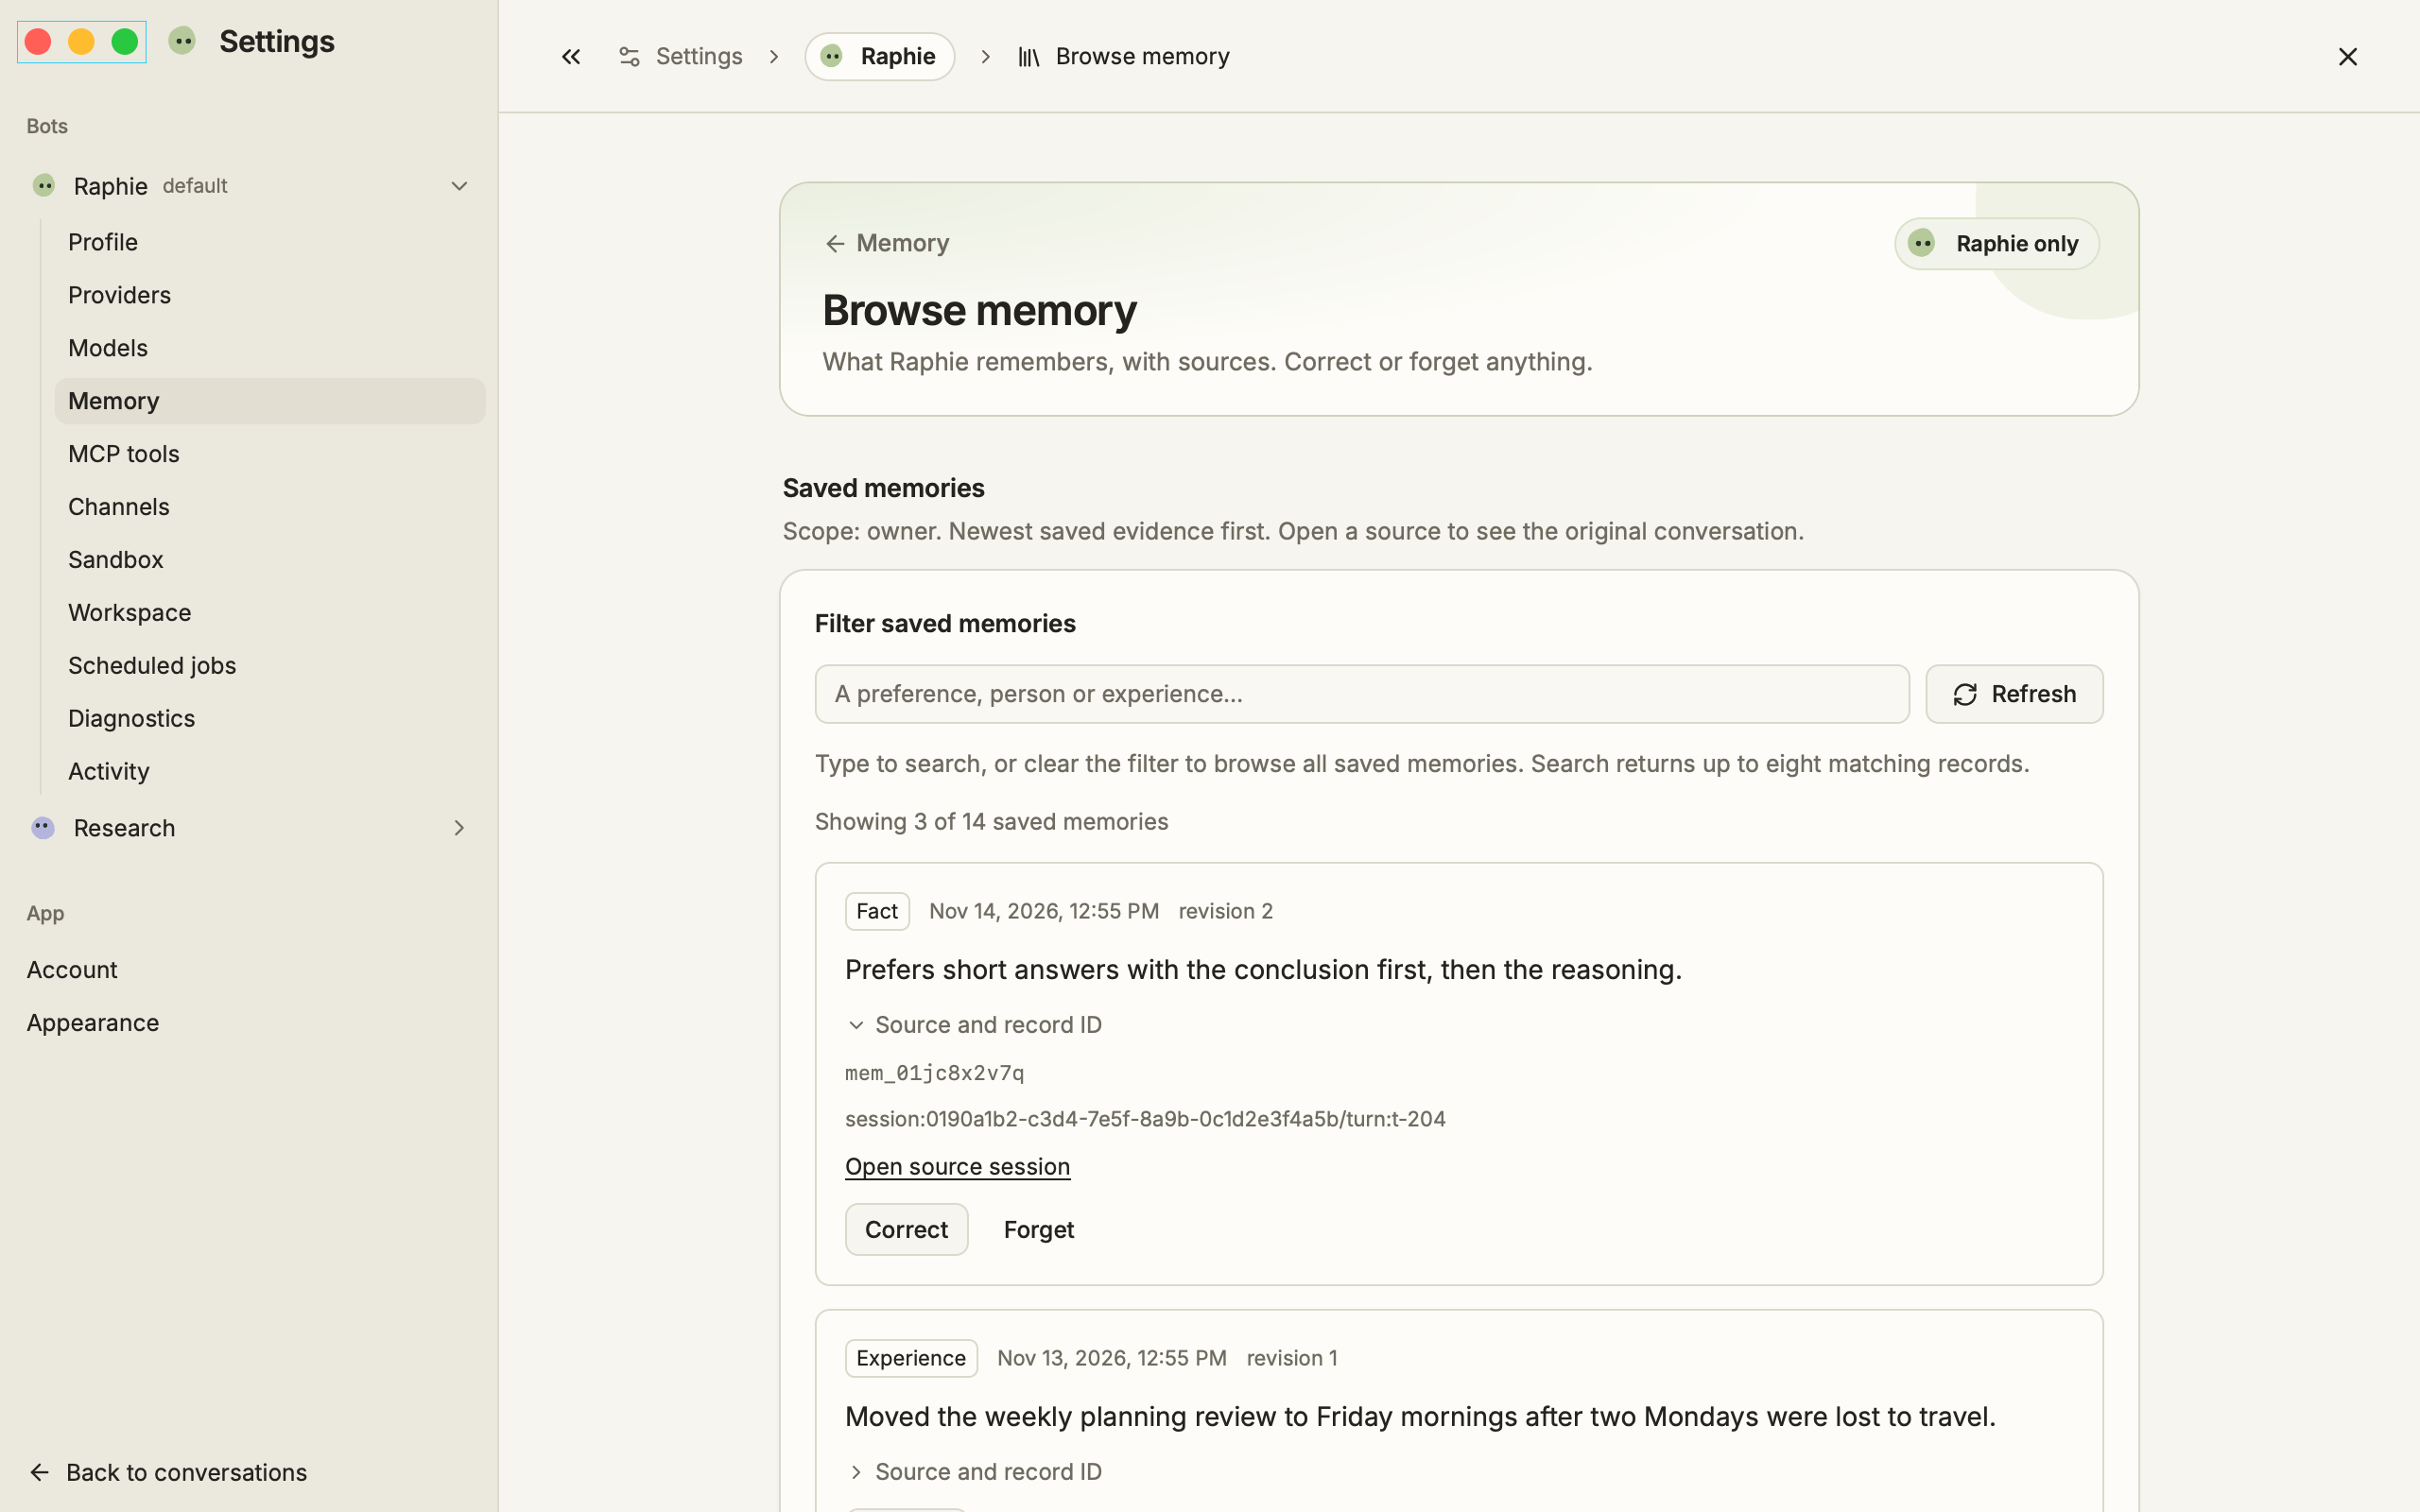 Settings
Bots
Raphie default
Profile
Providers
Models
Memory
MCP tools
Channels
Sandbox
Workspace
Scheduled jobs
Diagnostics
Activity
Research
App
Account
Appearance
Back to conversations
Settings Raphie Browse memory
Memory
Raphie only
Browse memory
What Raphie remembers, with sources. Correct or forget anything.
Saved memories
Scope: owner. Newest saved evidence first. Open a source to see the original conversation.
Filter saved memories
A preference, person or experience...
Refresh
Type to search, or clear the filter to browse all saved memories. Search returns up to eight matching records.
Showing 3 of 14 saved memories
Fact Nov 14, 2026, 12:55 PM revision 2
Prefers short answers with the conclusion first, then the reasoning.
Source and record ID
mem_01jc8x2v7q
session:0190a1b2-c3d4-7e5f-8a9b-0c1d2e3f4a5b/turn:t-204
Open source session
Correct Forget
Experience Nov 13, 2026, 12:55 PM revision 1
Moved the weekly planning review to Friday mornings after two Mondays were lost to travel.
Source and record ID